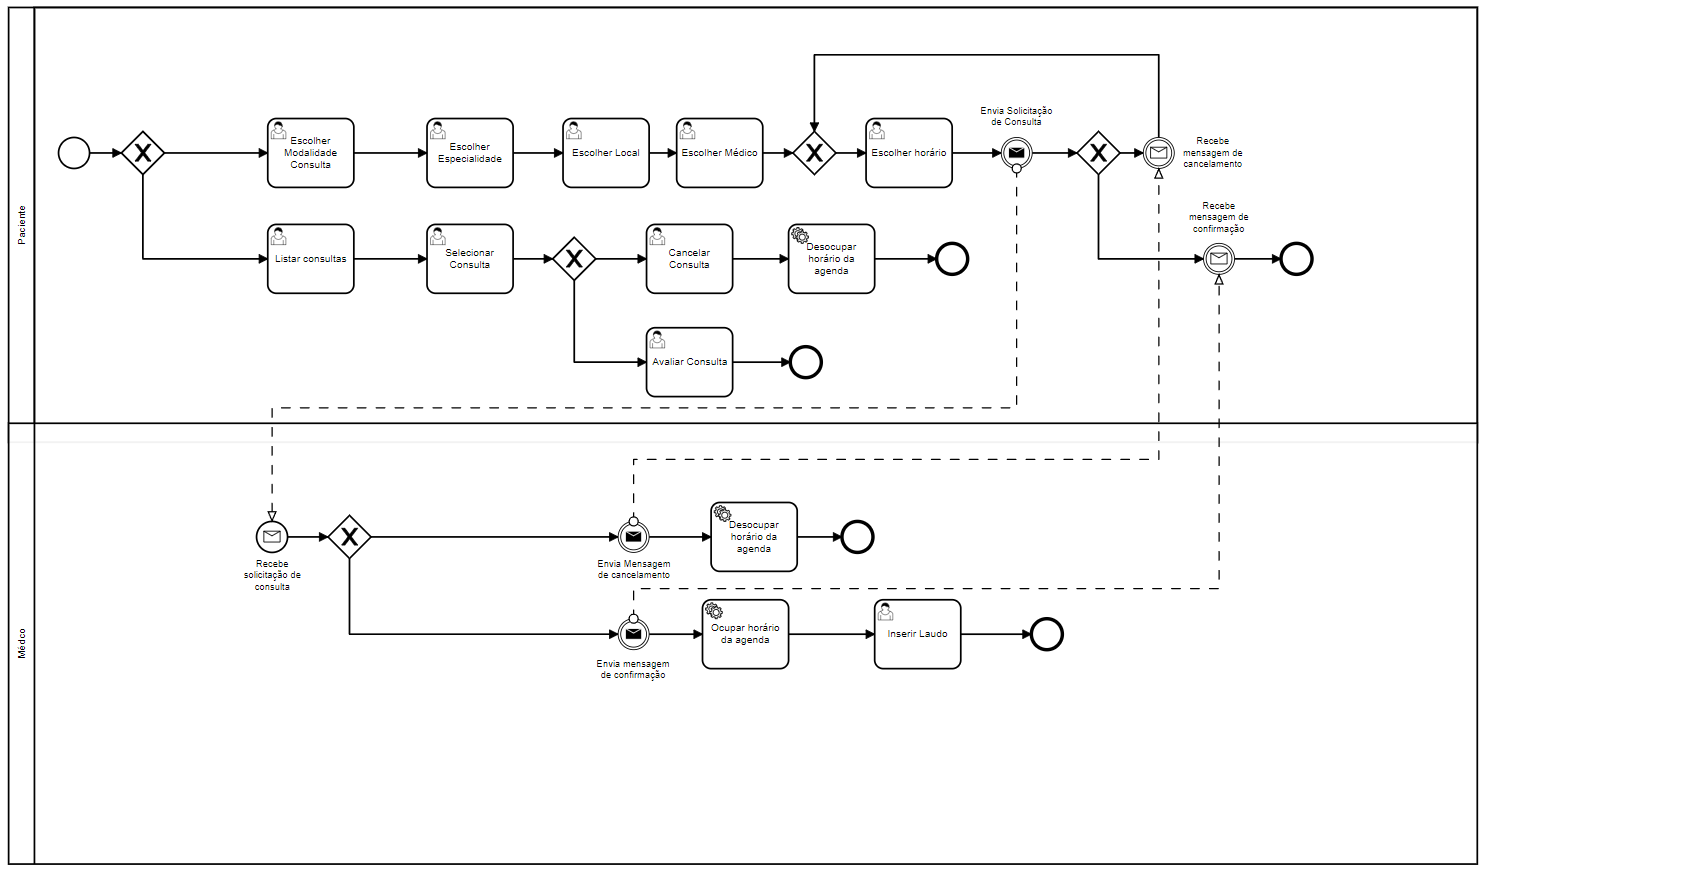 Paciente
Envia Solicitação
de Consulta
Escolher
Modalidade
Consulta
Escolher
Especialidade
Escolher Local
Escolher Médico
Escolher horário
Recebe
mensagem de
cancelamento
Recebe
mensagem de
confirmação
Listar consultas
Selecionar
Consulta
Cancelar
Consulta
Desocupar
horário da
agenda
Avaliar Consulta
Médco
Recebe
solicitação de
consulta
Envia Mensagem
de cancelamento
Desocupar
horário da
agenda
Envia mensagem
de confirmação
Ocupar horário
da agenda
Inserir Laudo